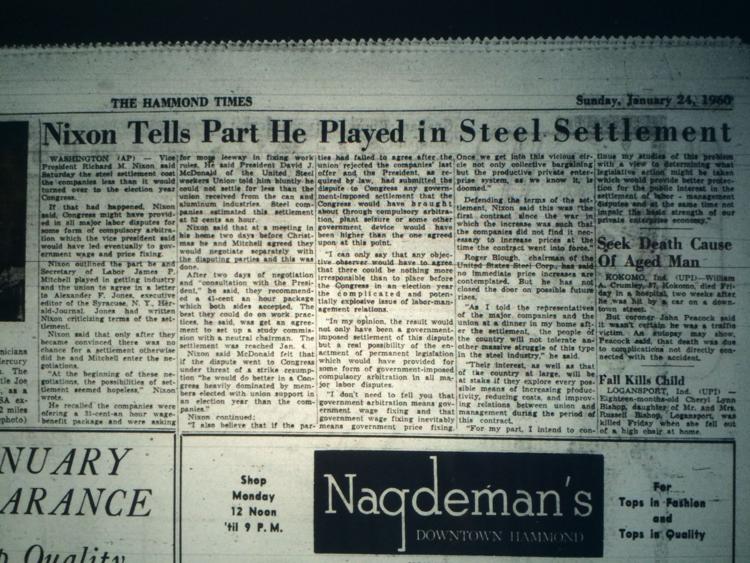 THE HAMMOND TIMES
Sunday, January 24, 1960
Nixon Tells Part He Played in Steel Settlement
WASHINGTON (AP) — Vice
President Richard M. Nixon said
Saturday the steel settlement cost
the companies less than it would
turned over to the election year
Congress.
If that had happened, Nixon
said, Congress might have provid-
ed in all major labor disputes for
some form of compulsory arbitra-
tion which the vice president said
would have led eventually to gov-
ernment wage and price fixing.
Nixon outlined the part he and
Secretary of Labor James P.
Mitchell played in getting industry
and the union to agree in a letter
to Alexander F. Jones, executive
editor of the Syracuse, N. Y., Her-
ald-Journal. Jones had written
Nixon criticizing terms of the set-
tlement.
Nixon said that only after they
became convinced there was no
chance for a settlement otherwise
did he and Mitchell enter the ne-
gotiations.
"At the beginning of these ne-
gotiations, the possibilities of set-
tlement seemed hopeless," Nixon
wrote.
He recalled the companies were
offering a 31-cent-an hour wage-
benefit package and were asking
for more leeway in fixing work
rules. He said President David J.
McDonald of the United Steel
workers Union told him bluntly he
could not settle for less than the
union received from the can and
aluminum industries. Steel com-
panies estimated this settlement
at 52 cents an hour.
Nixon said that at a meeting in
his home two days before Christ-
mas he and Mitchell agreed they
would negotiate separately with
the disputing parties and this was
done.
After two days of negotiation
and "consultation with the Presi-
dent," he said, they recommend-
ed a 41-cent an hour package
which both sides accepted. The
best they could do on work prac-
tices, he said, was get an agree-
ment to set up a study commis-
sion with a neutral chairman. The
settlement was reached Jan. 4.
Nixon said McDonald felt that
if the dispute went to Congress
under threat of a strike resump-
tion "he would do better in a Con-
gress heavily dominated by mem-
bers elected with union support in
an election year than the com-
panies."
Nixon continued:
"I also believe that if the par-
ties had failed to agree after the
union rejected the companies' last
offer and the President, as re-
quired by law, had submitted the
dispute to Congress any govern-
ment-imposed settlement that the
Congress would have brought
about through compulsory arbitra-
tion, plant seizure or some other
government device would have
been higher than the one agreed
upon at this point.
"I can only say that any objec-
tive observer would have to agree
that there could be nothing more
irresponsible than to place before
the Congress in an election year
the complicated and poten-
tially explosive issue of labor-man-
agement relations.
"In my opinion, the result would
not only have been a government-
imposed settlement of this dispute
but a real possibility of the en-
actment of permanent legislation
which would have provided for
some form of government-imposed
compulsory arbitration in all ma-
jor labor disputes.
"I don't need to tell you that
government arbitration means gov-
ernment wage fixing and that
government wage fixing inevitably
means government price fixing.
Once we get into this vicious cir-
cle not only collective bargaining
but the productive private enter-
prise system, as we know it, is
doomed."
Defending the terms of the set-
tlement, Nixon said this was "the
first contract since the war in
which the increase was such that
the companies did not find it nec-
essary to increase prices at the
time the contract went into force.
Roger Blough, chairman of the
United States Steel Corp., has said
no immediate price increases are
contemplated. But he has not
closed the door on possible future
rises.
"As I told the representatives
of the major companies and the
union at a dinner in my home aft-
er the settlement, the people of
the country will not tolerate an-
other massive struggle of this type
in the steel industry," he said.
"Their interest, as well as that
of the country at large, will be
at stake if they explore every pos-
sible means of increasing produc-
tivity, reducing costs, and improv-
ing relations between union and
management during the period of
this contract.
"For my part, I intend to con-
tinue my studies of this problem
with a view to determining what
legislative action might be taken
which would provide better protec-
tion for the public interest in the
settlement of labor - management
disputes and at the same time not
impair the basic strength of our
private enterprise economy."
Seek Death Cause
Of Aged Man
KOKOMO, Ind. (UPI)—William
A. Crumley, 87, Kokomo, died Fri-
day in a hospital, two weeks after
he was hit by a car on a down-
town street.
But coroner John Peacock said
it wasn't certain he was a traffic
victim. An autopsy may show,
Peacock said, that death was due
to complications not directly con-
nected with the accident.
Fall Kills Child
LOGANSPORT, Ind. (UPI) —
Eighteen-months-old Cheryl Lynn
Bishop, daughter of Mr. and Mrs.
Russell Bishop, Logansport, was
killed Friday when she fell out
of a high chair at home.
nicians
ercury
The
tile Joe
SA ex-
2 miles
photo)
NUARY
ARANCE
Quality
Shop
Monday
12 Noon
'til 9 P.M.
Nagdeman's
DOWNTOWN HAMMOND
For
Tops in Fashion
and
Tops in Quality